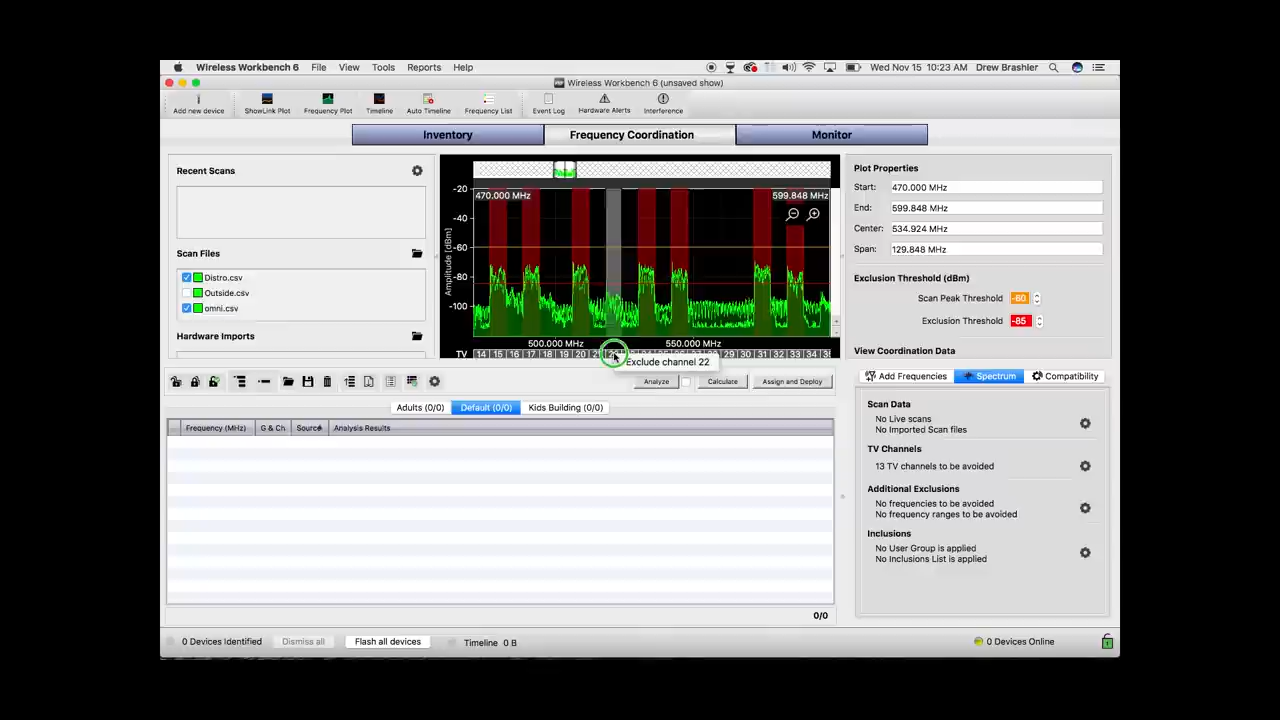 Wireless Workbench 6 File View Tools Reports Help Wed Nov 15 10:23 AM Drew Brashler
Wireless Workbench 6 (unsaved show)
Add new device ShowLink Plot Frequency Plot Timeline Auto Timeline Frequency List Event Log Hardware Alerts Interference
Inventory Frequency Coordination Monitor
Recent Scans
Scan Files
Distro.csv
Outside.csv
omni.csv
Hardware Imports
Amplitude [dBm]
-20
-40
-60
-80
-100
470.000 MHz 599.848 MHz
500.000 MHz 550.000 MHz
TV 14 15 16 17 18 19 20
Exclude channel 22
Plot Properties
Start: 470.000 MHz
End: 599.848 MHz
Center: 534.924 MHz
Span: 129.848 MHz
Exclusion Threshold (dBm)
Scan Peak Threshold -60
Exclusion Threshold -85
View Coordination Data
Analyze Calculate Assign and Deploy
Adults (0/0) Default (0/0) Kids Building (0/0)
Frequency (MHz) G & Ch Source Analysis Results
0/0
Add Frequencies Spectrum Compatibility
Scan Data
No Live scans
No Imported Scan files
TV Channels
13 TV channels to be avoided
Additional Exclusions
No frequencies to be avoided
No frequency ranges to be avoided
Inclusions
No User Group is applied
No Inclusions List is applied
0 Devices Identified Dismiss all Flash all devices Timeline 0 B 0 Devices Online